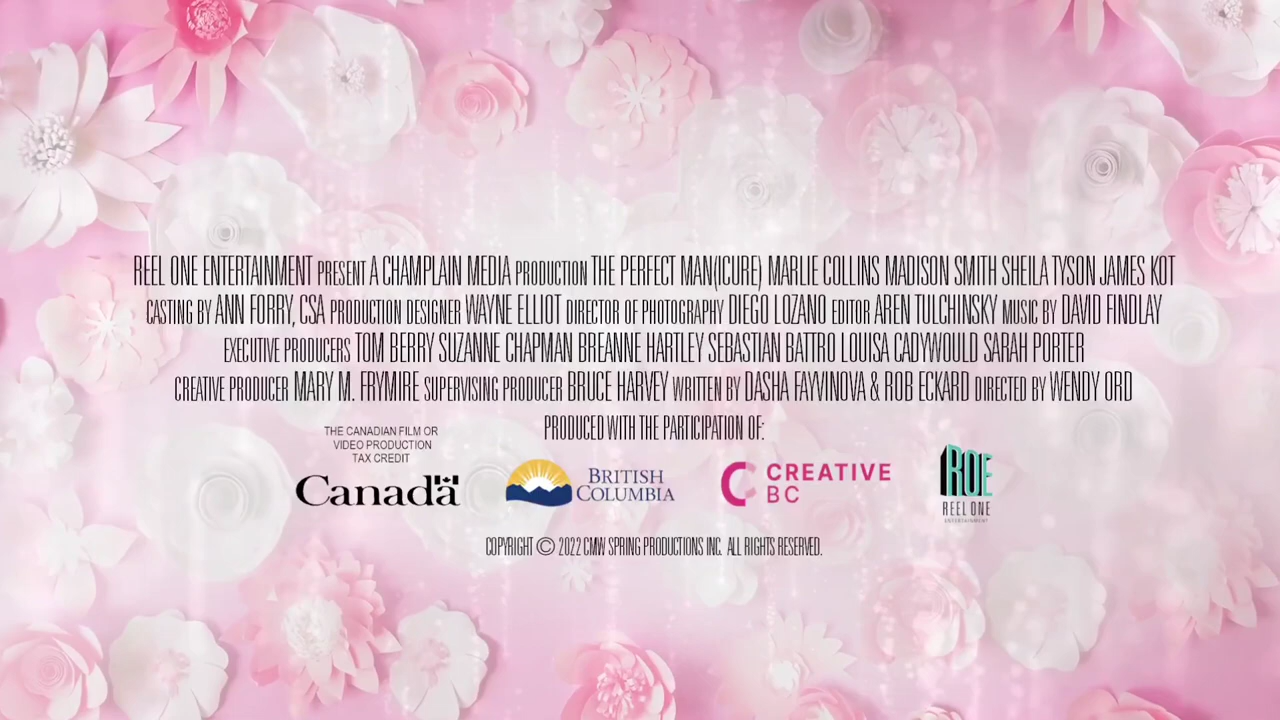 REEL ONE ENTERTAINMENT PRESENT A CHAMPLAIN MEDIA PRODUCTION THE PERFECT MAN(ICURE) MARLIE COLLINS MADISON SMITH SHEILA TYSON JAMES KOT
CASTING BY ANN FORRY, CSA PRODUCTION DESIGNER WAYNE ELLIOT DIRECTOR OF PHOTOGRAPHY DIEGO LOZANO EDITOR AREN TULCHINSKY MUSIC BY DAVID FINDLAY
EXECUTIVE PRODUCERS TOM BERRY SUZANNE CHAPMAN BREANNE HARTLEY SEBASTIAN BATTRO LOUISA CADYWOULD SARAH PORTER
CREATIVE PRODUCER MARY M. FRYMIRE SUPERVISING PRODUCER BRUCE HARVEY WRITTEN BY DASHA FAYVINOVA & ROB ECKARD DIRECTED BY WENDY ORD
PRODUCED WITH THE PARTICIPATION OF:
THE CANADIAN FILM OR
VIDEO PRODUCTION
TAX CREDIT
Canada
BRITISH
COLUMBIA
CREATIVE
BC
ROE
REEL ONE
ENTERTAINMENT
COPYRIGHT © 2022 CMW SPRING PRODUCTIONS INC. ALL RIGHTS RESERVED.